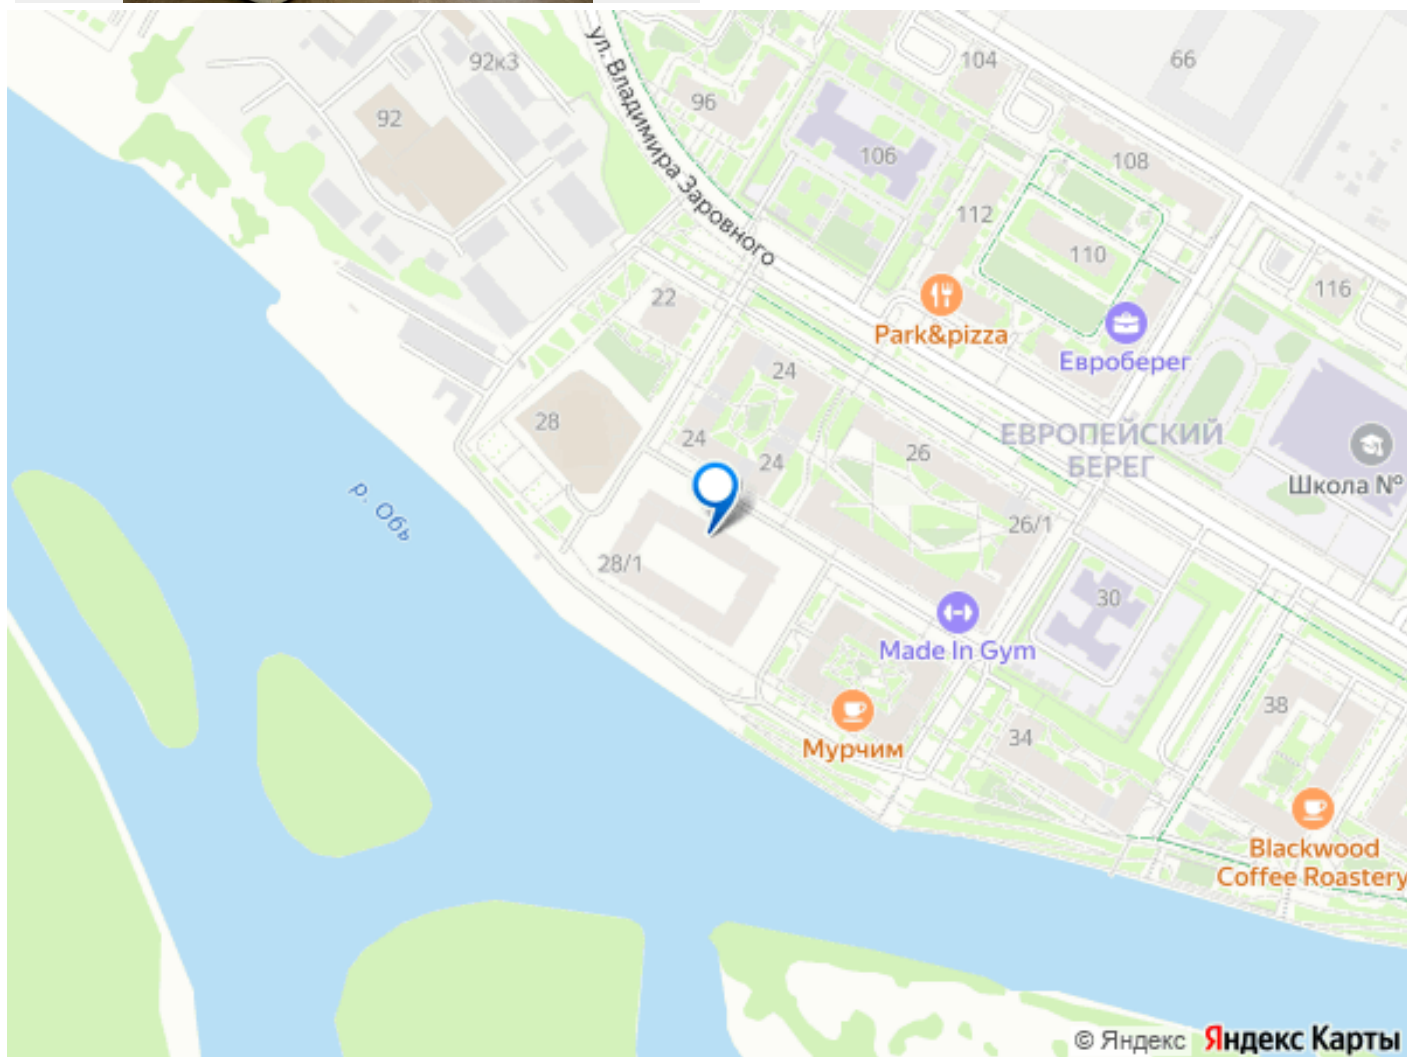 92к3
104
66
ул. Владимира Заровного
96
92
106
108
112
110
22
116
Park&pizza
Евроберег
24
28
24
26
ЕВРОПЕЙСКИЙ
БЕРЕГ
24
Школа №
р. Обь
26/1
28/1
30
Made In Gym
38
34
Мурчим
Blackwood
Coffee Roastery
© Яндекс Яндекс Карты